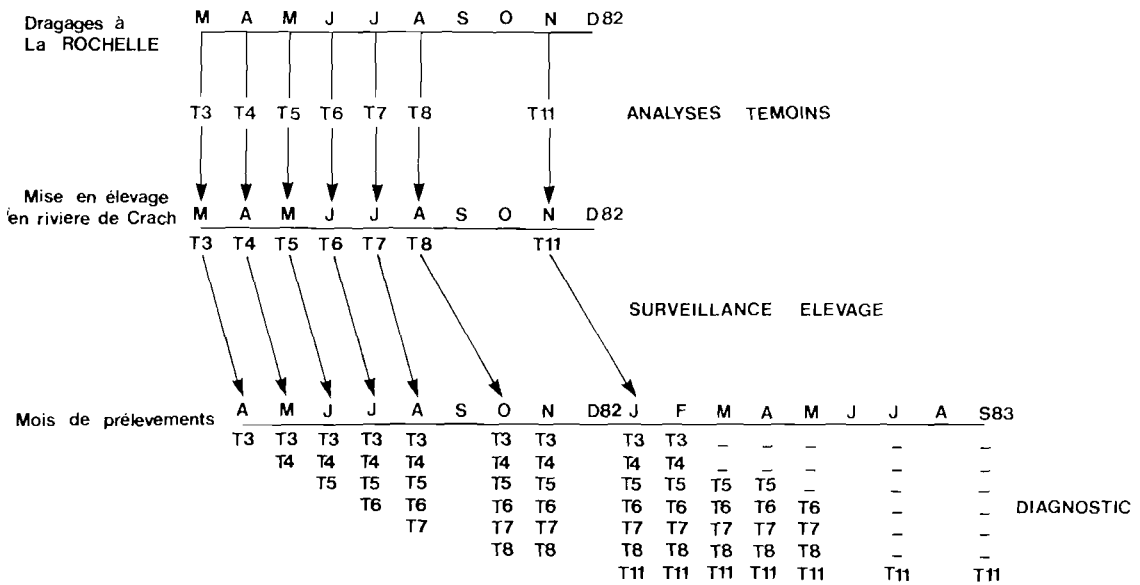 Dragages à La ROCHELLE
M A M J J A S O N D82
T3 T4 T5 T6 T7 T8 T11
ANALYSES TEMOINS
Mise en élevage en riviere de Crach
M A M J J A S O N D82
T3 T4 T5 T6 T7 T8 T11
SURVEILLANCE ELEVAGE
Mois de prélevements
A M J J A S O N D82 J F M A M J J A S83
T3 T3 T3 T3 T3 T3 T3 T3 T3 _ _ _ _ _
T4 T4 T4 T4 T4 T4 T4 T4 _ _ _ _ _
T5 T5 T5 T5 T5 T5 T5 T5 T5 _ _ _
T6 T6 T6 T6 T6 T6 T6 T6 T6 _ _
DIAGNOSTIC
T7 T7 T7 T7 T7 T7 T7 T7 _ _
T8 T8 T8 T8 T8 T8 T8 _ _
T11 T11 T11 T11 T11 T11 T11